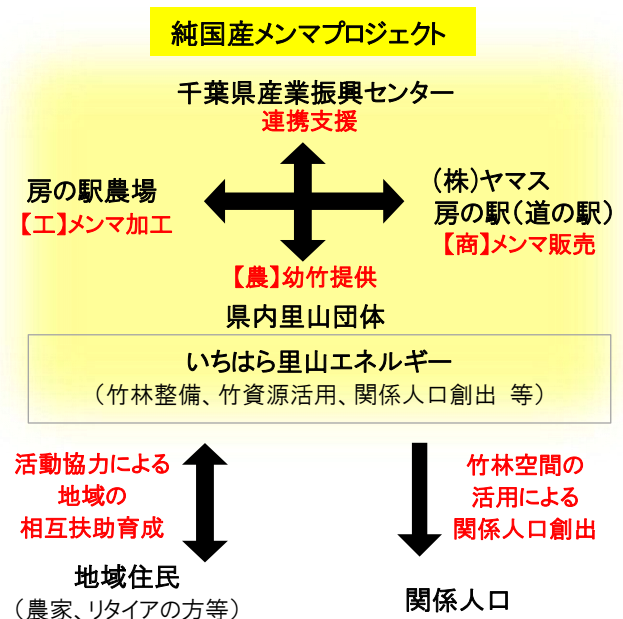 純国産メンマプロジェクト
千葉県産業振興センター
連携支援
房の駅農場
【工】メンマ加工
(株)ヤマス
房の駅(道の駅)
【商】メンマ販売
【農】幼竹提供
県内里山団体
いちはら里山エネルギー
(竹林整備、竹資源活用、関係人口創出 等)
活動協力による
地域の
相互扶助育成
竹林空間の
活用による
関係人口創出
地域住民
(農家、リタイアの方等)
関係人口